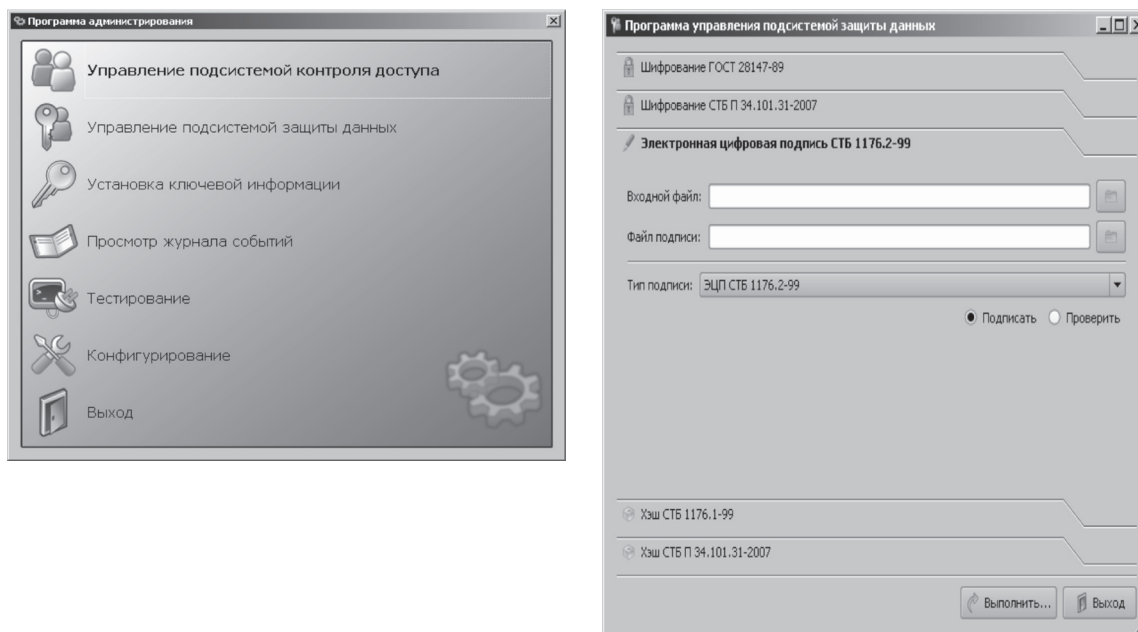 Программа администрирования
Управление подсистемой контроля доступа
Управление подсистемой защиты данных
Установка ключевой информации
Просмотр журнала событий
Тестирование
Конфигурирование
Выход
Программа управления подсистемой защиты данных
Шифрование ГОСТ 28147-89
Шифрование СТБ П 34.101.31-2007
Электронная цифровая подпись СТБ 1176.2-99
Входной файл:
Файл подписи:
Тип подписи: ЭЦП СТБ 1176.2-99
Подписать Проверить
Хэш СТБ 1176.1-99
Хэш СТБ П 34.101.31-2007
Выполнить... Выход